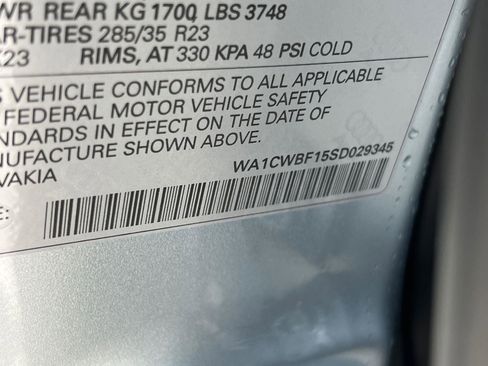 WR REAR KG 1700, LBS 3748
AR-TIRES 285/35 R23
23 RIMS, AT 330 KPA 48 PSI COLD
S VEHICLE CONFORMS TO ALL APPLICABLE
FEDERAL MOTOR VEHICLE SAFETY
NDARDS IN EFFECT ON THE DATE OF
NUFACTURE SHOWN ABOVE.
VAKIA WA1CWBF15SD029345
E: